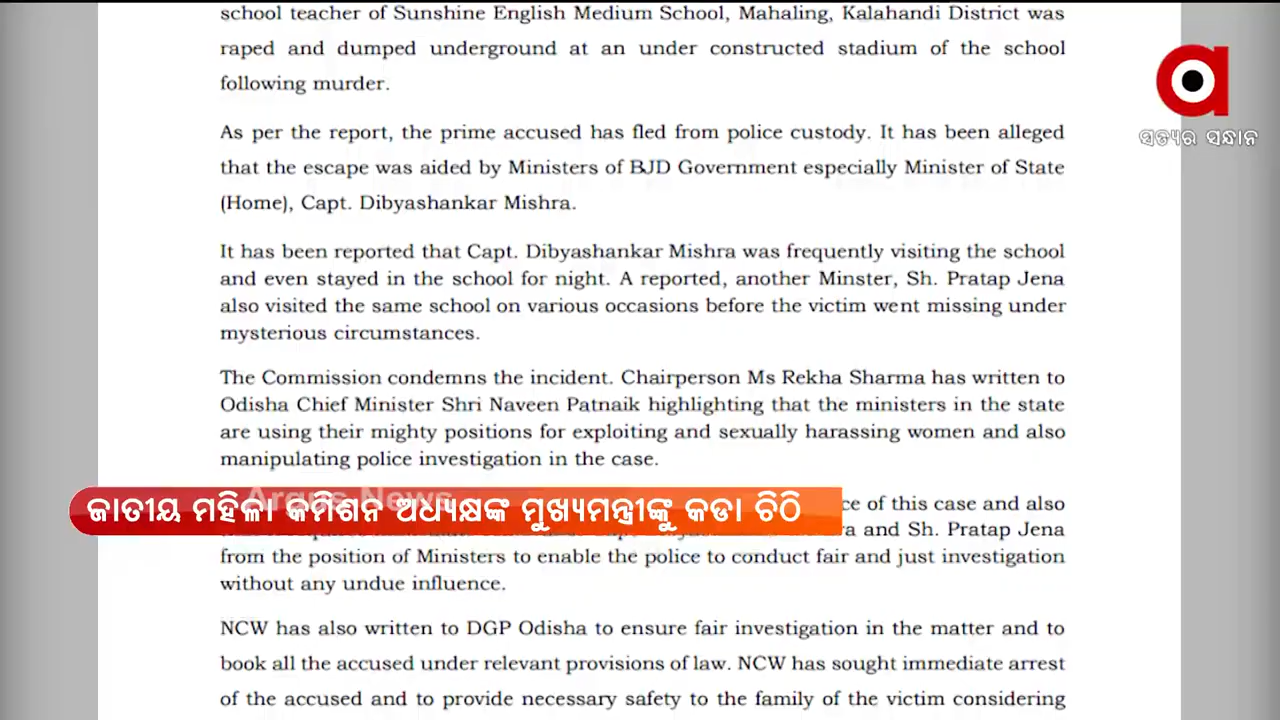 school teacher of Sunshine English Medium School, Mahaling, Kalahandi District was
raped and dumped underground at an under constructed stadium of the school
following murder.
As per the report, the prime accused has fled from police custody. It has been alleged
that the escape was aided by Ministers of BJD Government especially Minister of State
(Home), Capt. Dibyashankar Mishra.
It has been reported that Capt. Dibyashankar Mishra was frequently visiting the school
and even stayed in the school for night. A reported, another Minster, Sh. Pratap Jena
also visited the same school on various occasions before the victim went missing under
mysterious circumstances.
The Commission condemns the incident. Chairperson Ms Rekha Sharma has written to
Odisha Chief Minister Shri Naveen Patnaik highlighting that the ministers in the state
are using their mighty positions for exploiting and sexually harassing women and also
manipulating police investigation in the case.
of this case and also
and Sh. Pratap Jena
from the position of Ministers to enable the police to conduct fair and just investigation
without any undue influence.
NCW has also written to DGP Odisha to ensure fair investigation in the matter and to
book all the accused under relevant provisions of law. NCW has sought immediate arrest
of the accused and to provide necessary safety to the family of the victim considering
ସତ୍ୟର ସନ୍ଧାନ
Argus News
ଜାତୀୟ ମହିଳା କମିଶନ ଅଧ୍ୟକ୍ଷଙ୍କ ମୁଖ୍ୟମନ୍ତ୍ରୀଙ୍କୁ କଡା ଚିଠି